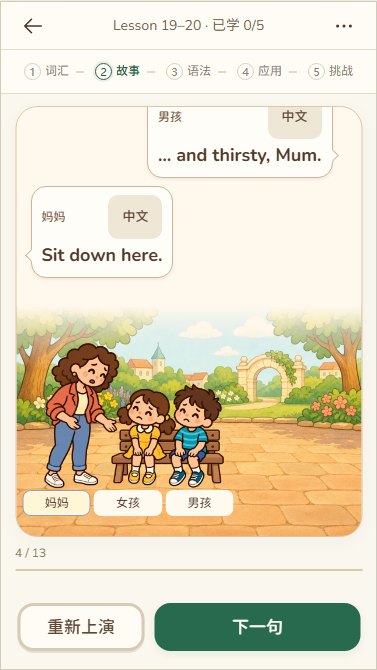 Lesson 19–20 · 已学 0/5
1 词汇 – 2 故事 – 3 语法 – 4 应用 – 5 挑战
男孩 中文
... and thirsty, Mum.
妈妈 中文
Sit down here.
妈妈 女孩 男孩
4 / 13
重新上演 下一句